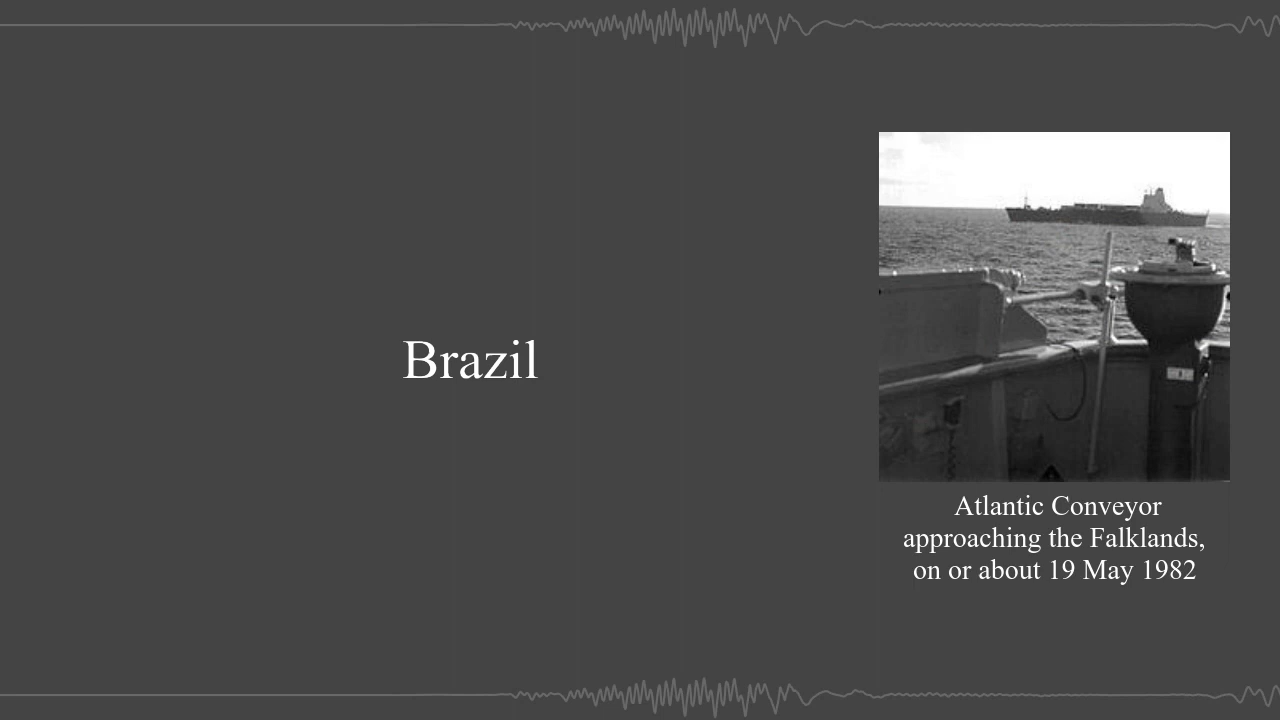 Brazil
Atlantic Conveyor
approaching the Falklands,
on or about 19 May 1982